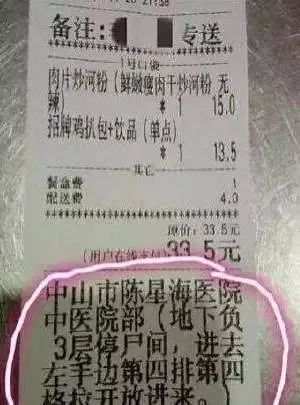 备注: 专送
1号口袋
肉片炒河粉(鲜嫩瘦肉干炒河粉 无
辣)
* 1 15.0
招牌鸡扒包+饮品(单点)
* 1 13.5
其它
餐盒费 1
配送费 4.0
原价: 33.5元
(用户在线支付)33.5元
中山市陈星海医院
中医院部(地下负
3层停尸间,进去
左手边第四排第四
格拉开放进来。)